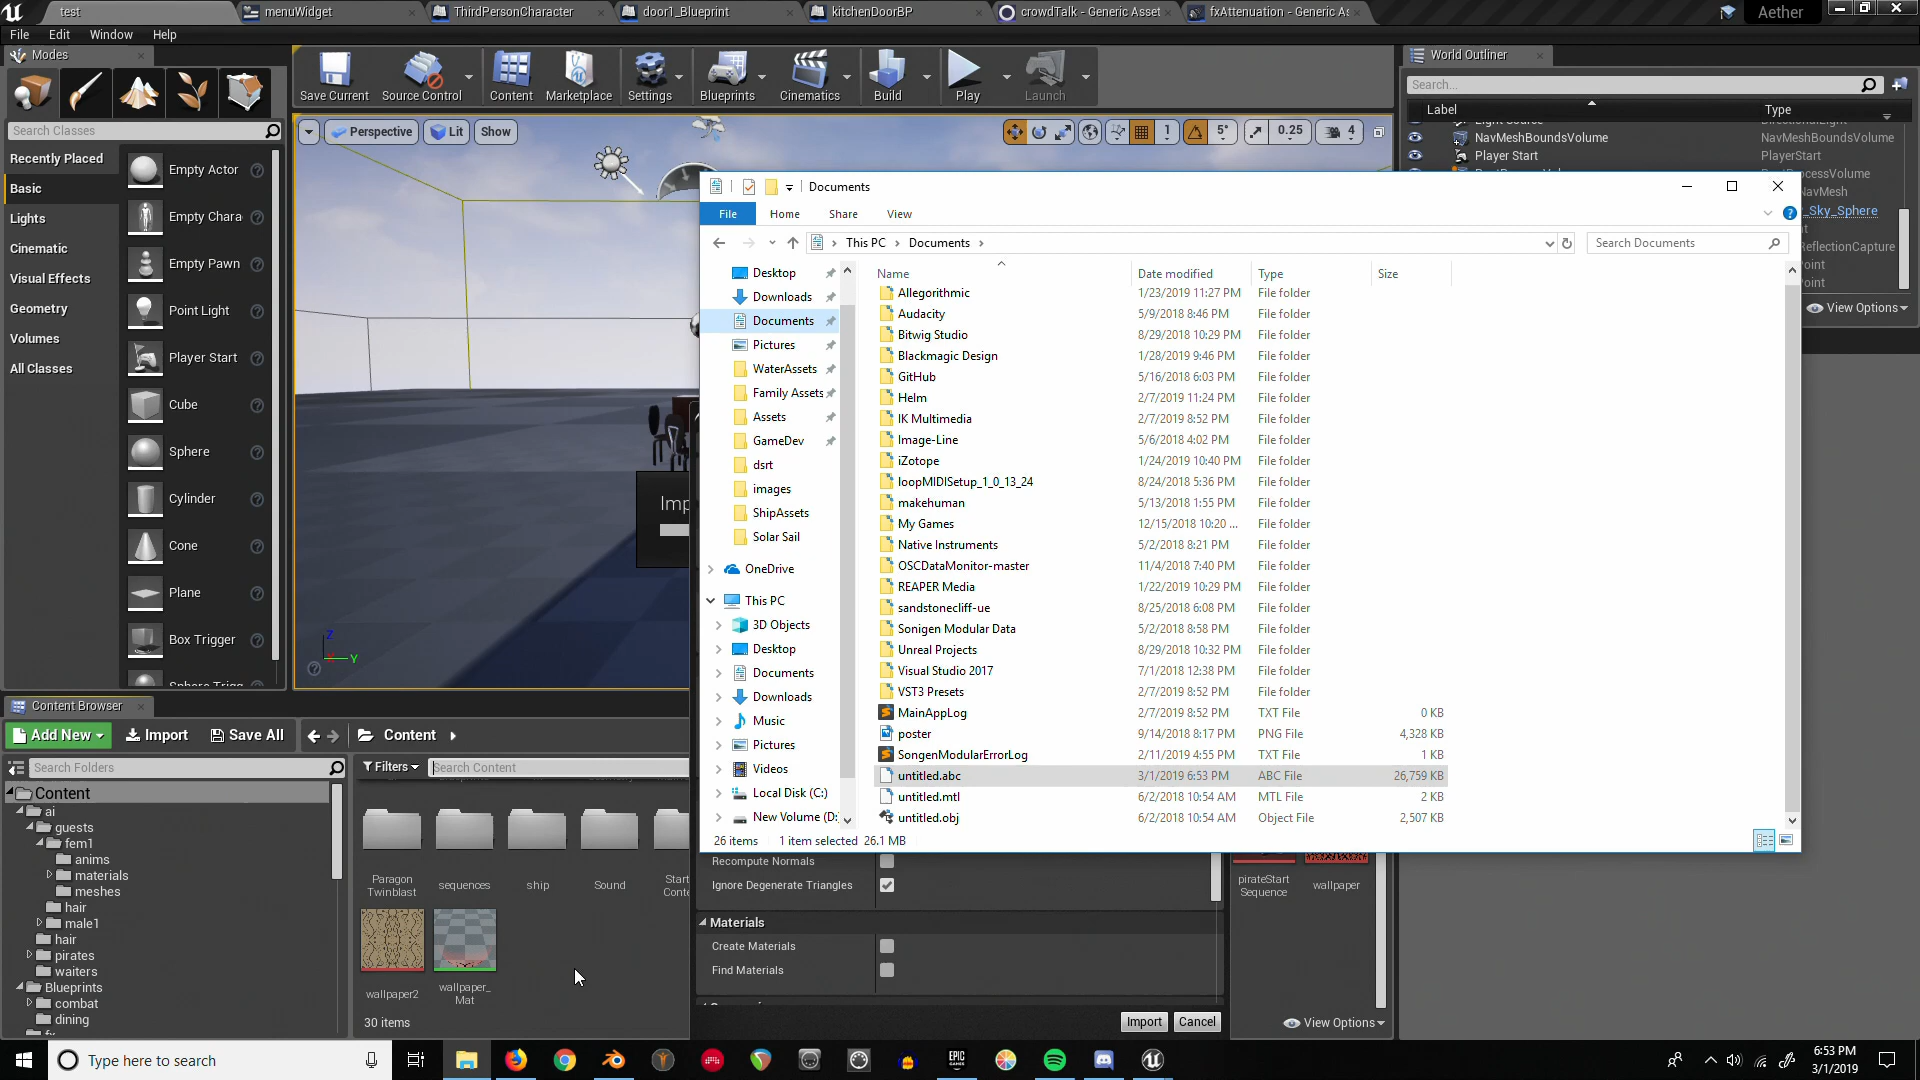 test
menuWidget
ThirdPersonCharacter
door1_Blueprint
kitchenDoorBP
crowdTalk - Generic Asset
fxAttenuation - Generic As
Aether
File
Edit
Window
Help
Modes
Search Classes
Recently Placed
Basic
Lights
Cinematic
Visual Effects
Geometry
Volumes
All Classes
Empty Actor
Empty Chara
Empty Pawn
Point Light
Player Start
Cube
Sphere
Cylinder
Cone
Plane
Box Trigger
Save Current
Source Control
Content
Marketplace
Settings
Blueprints
Cinematics
Build
Play
Launch
Perspective
Lit
Show
1
5°
0.25
4
Z
Y
Imp
World Outliner
Search...
Label
Type
NavMeshBoundsVolume
NavMeshBoundsVolume
Player Start
PlayerStart
ProcessVolume
NavMesh
_Sky_Sphere
ReflectionCapture
Point
Point
View Options
Documents
File
Home
Share
View
This PC
Documents
Search Documents
Desktop
Downloads
Documents
Pictures
WaterAssets
Family Assets
Assets
GameDev
dsrt
images
ShipAssets
Solar Sail
OneDrive
This PC
3D Objects
Desktop
Documents
Downloads
Music
Pictures
Videos
Local Disk (C:)
New Volume (D:
Name
Date modified
Type
Size
Allegorithmic 1/23/2019 11:27 PM File folder
Audacity 5/9/2018 8:46 PM File folder
Bitwig Studio 8/29/2018 10:29 PM File folder
Blackmagic Design 1/28/2019 9:46 PM File folder
GitHub 5/16/2018 6:03 PM File folder
Helm 2/7/2019 11:24 PM File folder
IK Multimedia 2/7/2019 8:52 PM File folder
Image-Line 5/6/2018 4:02 PM File folder
iZotope 1/24/2019 10:40 PM File folder
loopMIDISetup_1_0_13_24 8/24/2018 5:36 PM File folder
makehuman 5/13/2018 1:55 PM File folder
My Games 12/15/2018 10:20 ... File folder
Native Instruments 5/2/2018 8:21 PM File folder
OSCDataMonitor-master 11/4/2018 7:40 PM File folder
REAPER Media 1/22/2019 10:29 PM File folder
sandstonecliff-ue 8/25/2018 6:08 PM File folder
Sonigen Modular Data 5/2/2018 8:58 PM File folder
Unreal Projects 8/29/2018 10:32 PM File folder
Visual Studio 2017 7/1/2018 12:38 PM File folder
VST3 Presets 2/7/2019 8:52 PM File folder
MainAppLog 2/7/2019 8:52 PM TXT File 0 KB
poster 9/14/2018 8:17 PM PNG File 4,328 KB
SongenModularErrorLog 2/11/2019 4:55 PM TXT File 1 KB
untitled.abc 3/1/2019 6:53 PM ABC File 26,759 KB
untitled.mtl 6/2/2018 10:54 AM MTL File 2 KB
untitled.obj 6/2/2018 10:54 AM Object File 2,507 KB
26 items 1 item selected 26.1 MB
Recompute Normals
Ignore Degenerate Triangles
Materials
Create Materials
Find Materials
Import
Cancel
pirateStart
Sequence
wallpaper
View Options
Content Browser
Add New
Import
Save All
Content
Search Folders
Filters
Search Content
Content
ai
guests
fem1
anims
materials
meshes
hair
male1
hair
pirates
waiters
Blueprints
combat
dining
Paragon
Twinblast
sequences
ship
Sound
Start
Conte
wallpaper2
wallpaper_
Mat
30 items
Type here to search
EPIC
GAMES
6:53 PM
3/1/2019